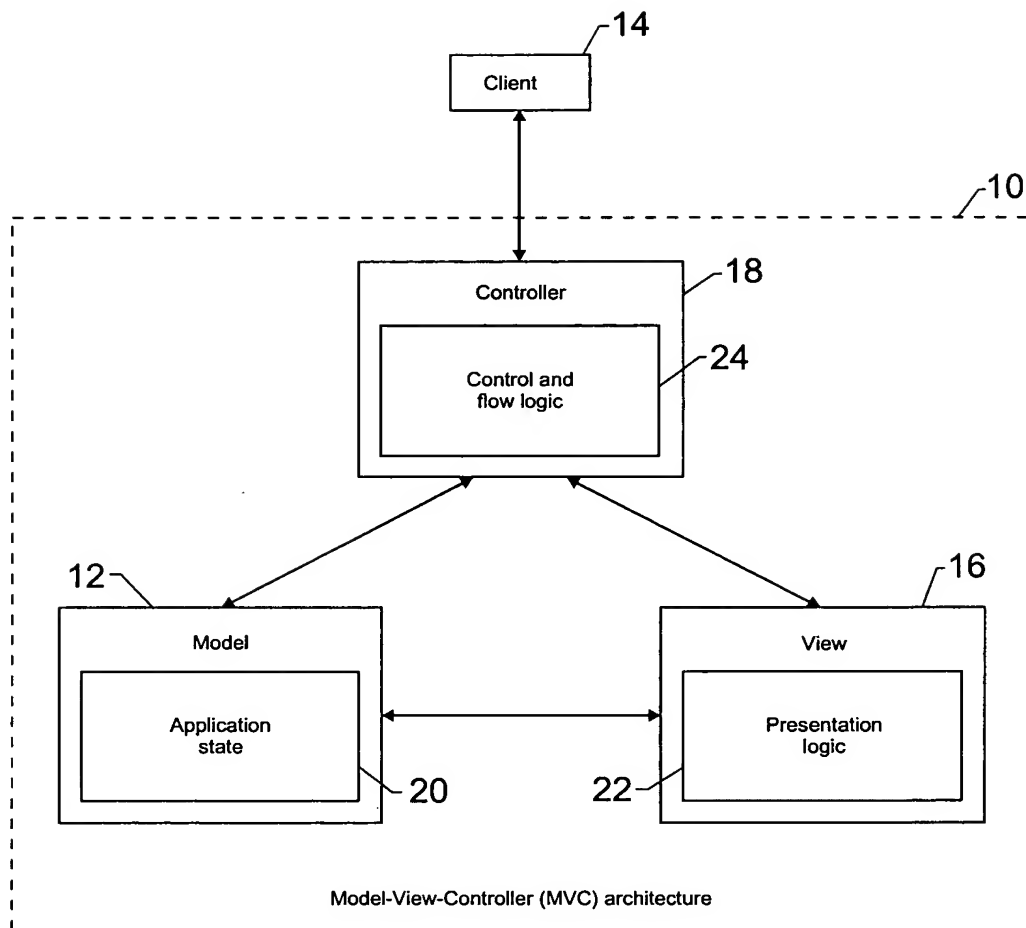 14
Client
10
Controller
18
Control and
flow logic
24
12
Model
Application
state
20
16
View
Presentation
logic
22
Model-View-Controller (MVC) architecture